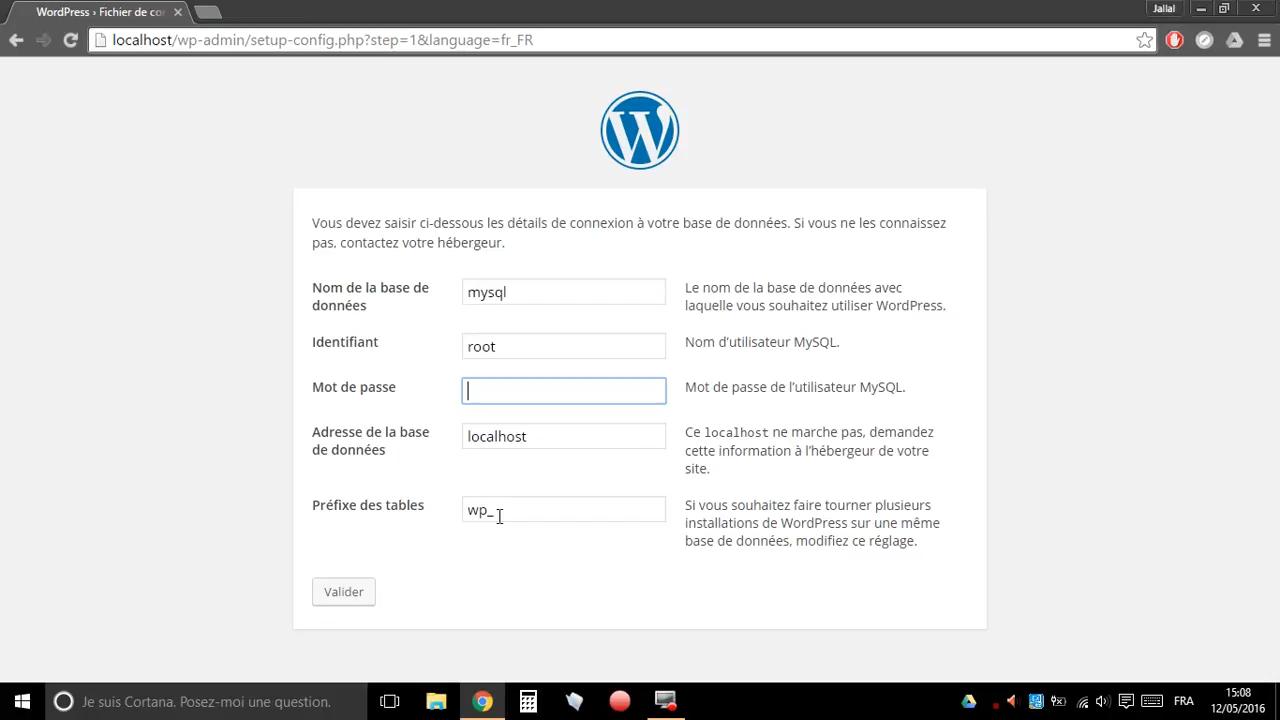 WordPress › Fichier de co
Jallal
localhost/wp-admin/setup-config.php?step=1&language=fr_FR
Vous devez saisir ci-dessous les détails de connexion à votre base de données. Si vous ne les connaissez
pas, contactez votre hébergeur.
Nom de la base de
données
mysql
Le nom de la base de données avec
laquelle vous souhaitez utiliser WordPress.
Identifiant
root
Nom d'utilisateur MySQL.
Mot de passe
Mot de passe de l'utilisateur MySQL.
Adresse de la base
de données
localhost
Ce localhost ne marche pas, demandez
cette information à l'hébergeur de votre
site.
Préfixe des tables
wp_
Si vous souhaitez faire tourner plusieurs
installations de WordPress sur une même
base de données, modifiez ce réglage.
Valider
Je suis Cortana. Posez-moi une question.
FRA
15:08
12/05/2016